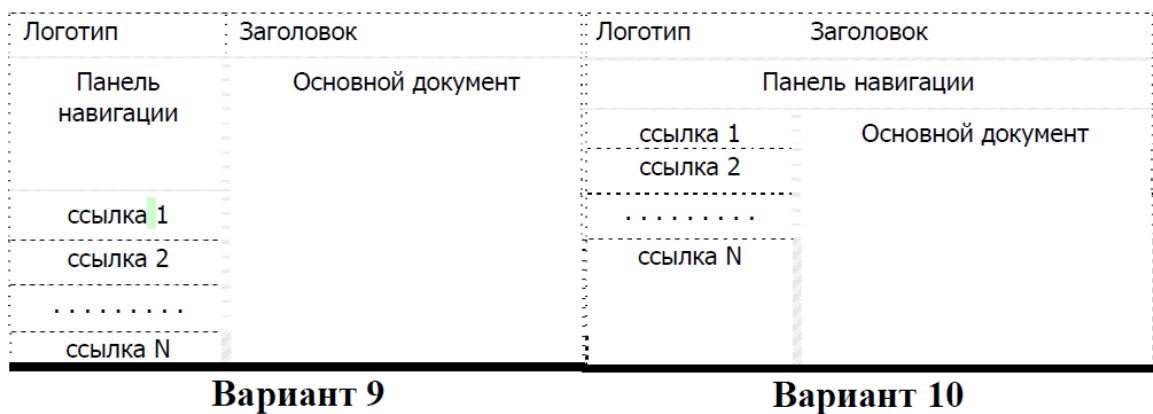 Логотип
Заголовок
Панель
навигации
Основной документ
ссылка 1
ссылка 2
. . . . . . . . .
ссылка N
Вариант 9
Логотип
Заголовок
Панель навигации
ссылка 1
Основной документ
ссылка 2
. . . . . . . . .
ссылка N
Вариант 10